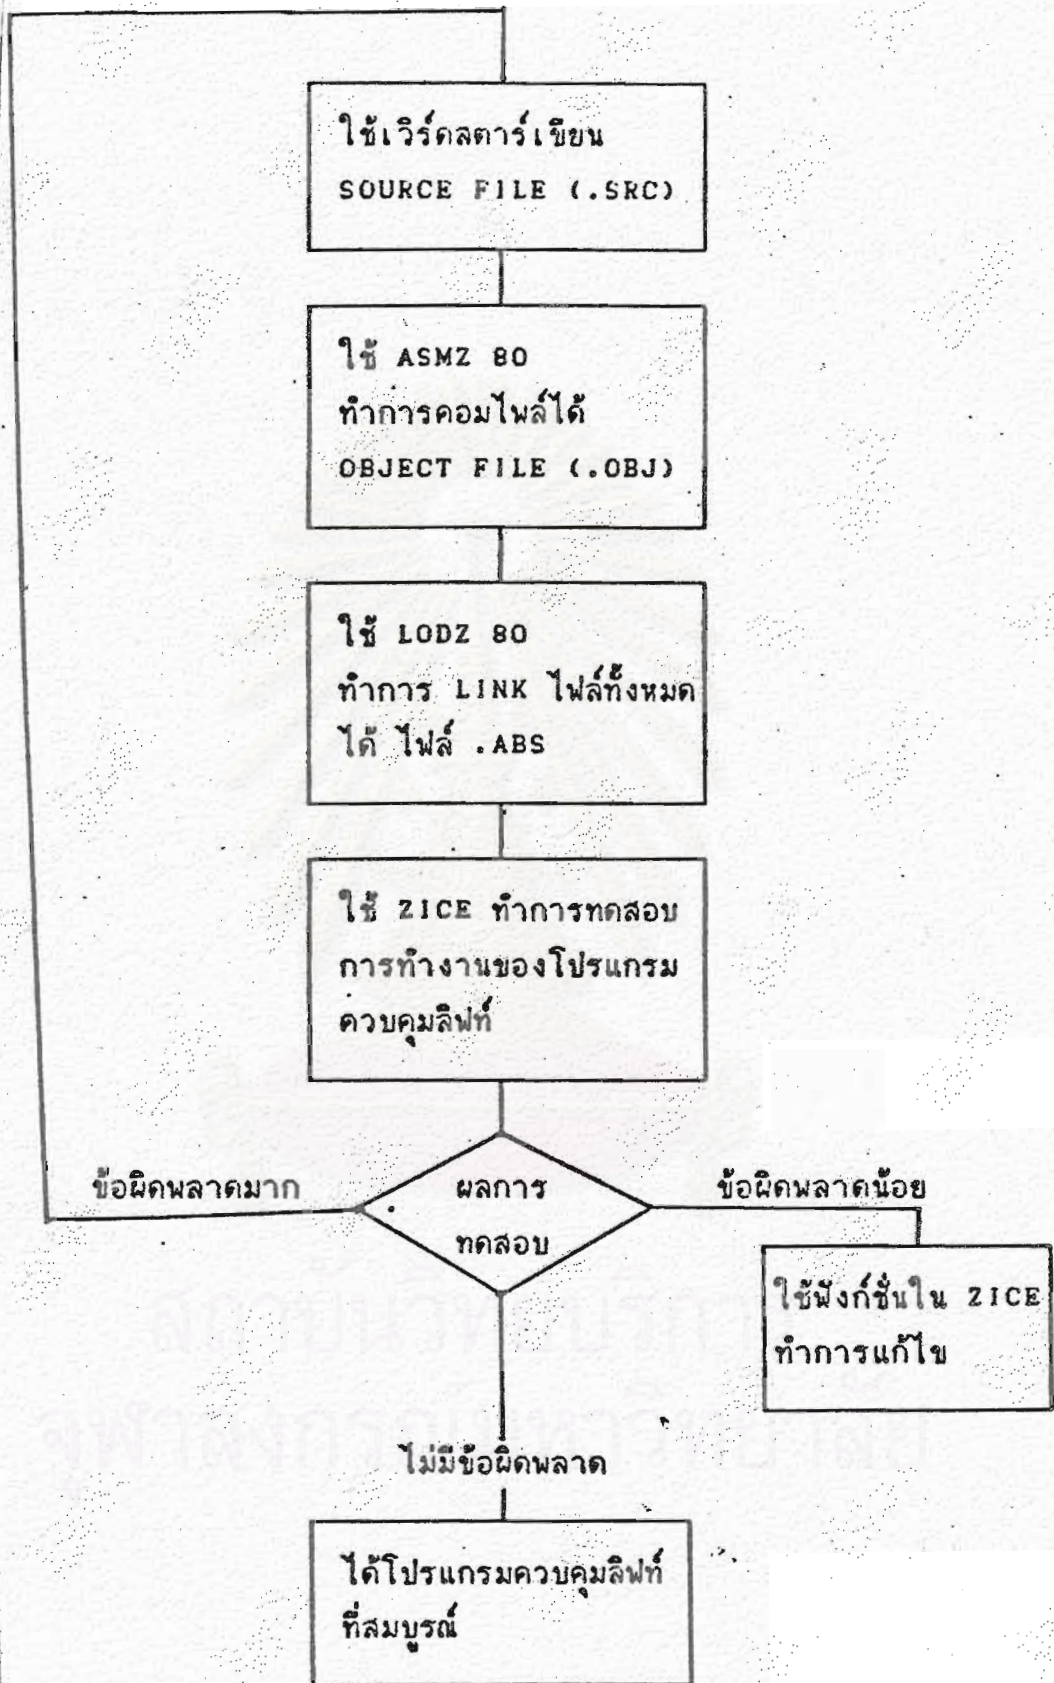 ใช้เวิร์คสตาร์เขียน
SOURCE FILE (.SRC)
ใช้ ASMZ 80
ทำการคอมไพล์ได้
OBJECT FILE (.OBJ)
ใช้ LODZ 80
ทำการ LINK ไฟล์ทั้งหมด
ได้ ไฟล์ .ABS
ใช้ ZICE ทำการทดสอบ
การทำงานของโปรแกรม
ควบคุมลิฟท์
ข้อผิดพลาดมาก
ผลการ
ทดสอบ
ข้อผิดพลาดน้อย
ใช้ฟังก์ชั่นใน ZICE
ทำการแก้ไข
ไม่มีข้อผิดพลาด
ได้โปรแกรมควบคุมลิฟท์
ที่สมบูรณ์